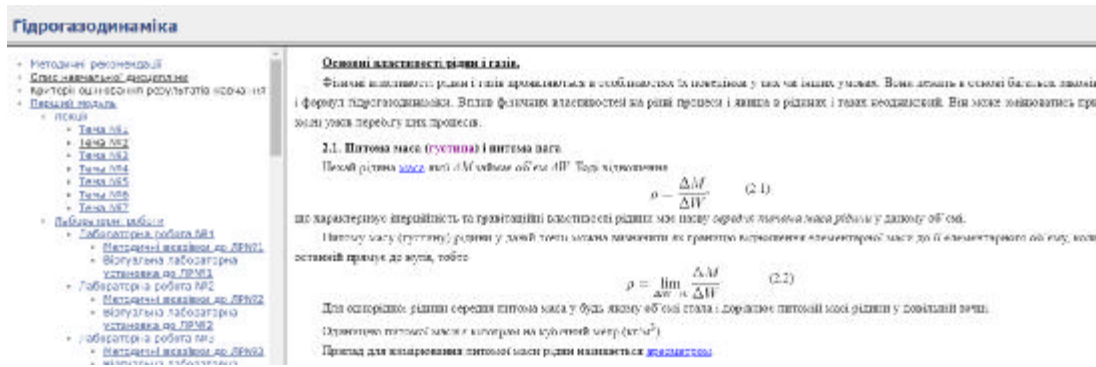 Гідрогазодинаміка
Методичні рекомендації
Опис навчальної дисципліни
Критерії оцінювання результатів навчання
Перший модуль
Лекції
Тема №1
Тема №2
Тема №3
Тема №4
Тема №5
Тема №6
Тема №7
Лабораторні роботи
Лабораторна робота №1
Методичні вказівки до ЛР№1
Віртуальна лабораторна
установка до ЛР№1
Лабораторна робота №2
Методичні вказівки до ЛР№2
Віртуальна лабораторна
установка до ЛР№2
Лабораторна робота №3
Методичні вказівки до ЛР№3
Віртуальна лабораторна
Основні властивості рідин і газів.
Фізичні властивості рідин і газів проявляються в особливостях їх поведінки у тих чи інших умовах. Вони лежать в основі багатьох
і формул гідрогазодинаміки. Вплив фізичних властивостей на різні процеси і явища в рідинах і газах неоднаковий. Він може змінюватись при
зміні умов перебігу цих процесів.
2.1. Питома маса (густина) і питома вага
Нехай рідина маса якої ΔM займає об'єм ΔW. Тоді відношення
ρ = ΔM/ΔW (2.1)
що характеризує інерційність та гравітаційні властивості рідини має назву середня питома маса рідини у даному об'ємі.
Питому масу (густину) рідини у даній точці можна визначити як границю відношення елементарної маси до її елементарного об'єму, коли
останній прямує до нуля, тобто
ρ = lim ΔW→0 ΔM/ΔW (2.2)
Для однорідної рідини середня питома маса у будь якому об'ємі стала і дорівнює питомій масі рідини у довільній точці.
Одиницею питомої маси є кілограм на кубічний метр (кг/м³)
Прилад для вимірювання питомої маси рідин називається ареометром.